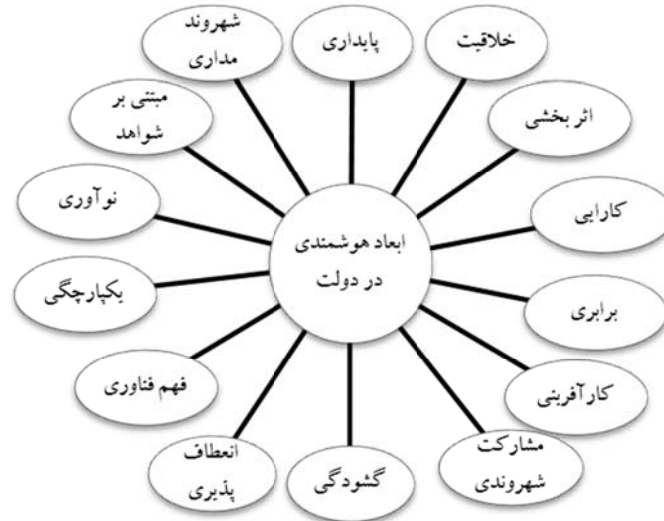 ابعاد هوشمندی
در دولت
پایداری
خلاقیت
اثر بخشی
کارایی
برابری
کارآفرینی
مشارکت
شهروندی
گشودگی
انعطاف
پذیری
فهم فناوری
یکپارچگی
نوآوری
مبتنی بر
شواهد
شهروند
مداری